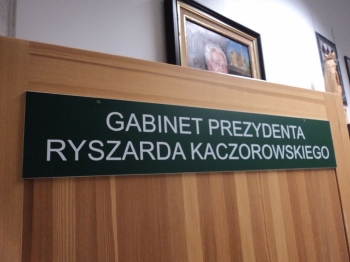 GABINET PREZYDENTA
RYSZARDA KACZOROWSKIEGO